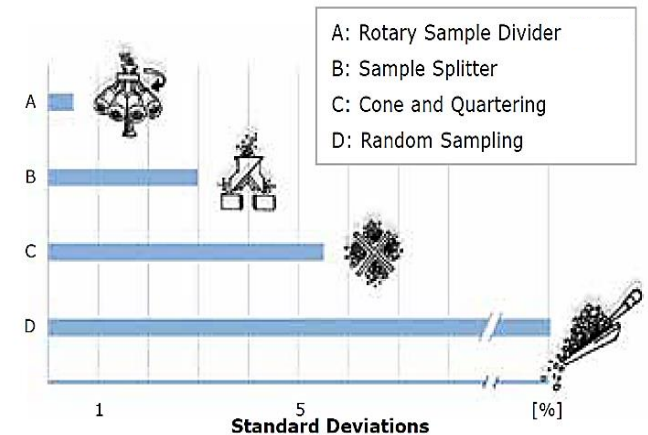 A: Rotary Sample Divider
B: Sample Splitter
C: Cone and Quartering
D: Random Sampling
A
B
C
D
1 5 [%]
Standard Deviations